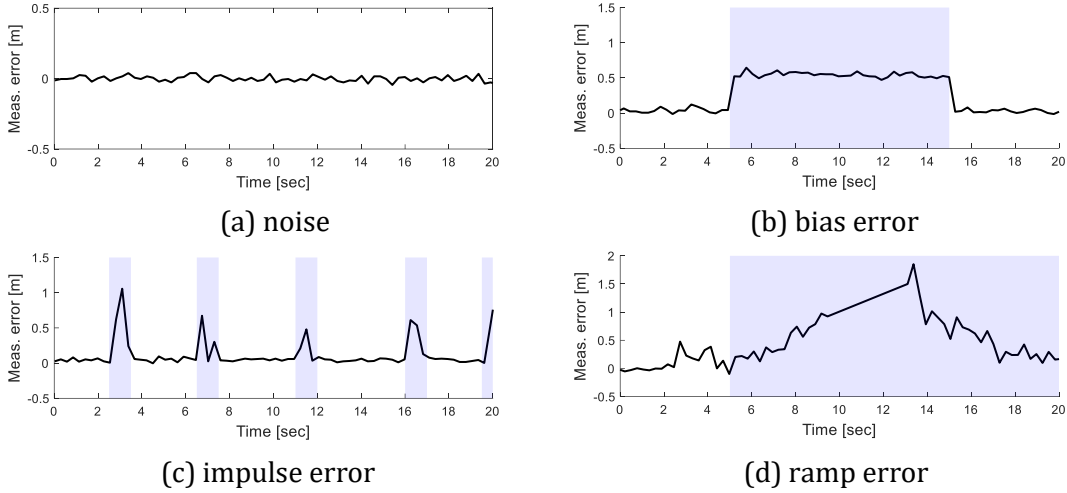 0.5
0
-0.5
Meas. error [m]
0 2 4 6 8 10 12 14 16 18 20
Time [sec]
(a) noise
1.5
1
0.5
0
-0.5
Meas. error [m]
0 2 4 6 8 10 12 14 16 18 20
Time [sec]
(b) bias error
1.5
1
0.5
0
-0.5
Meas. error [m]
0 2 4 6 8 10 12 14 16 18 20
Time [sec]
(c) impulse error
2
1.5
1
0.5
0
-0.5
Meas. error [m]
0 2 4 6 8 10 12 14 16 18 20
Time [sec]
(d) ramp error